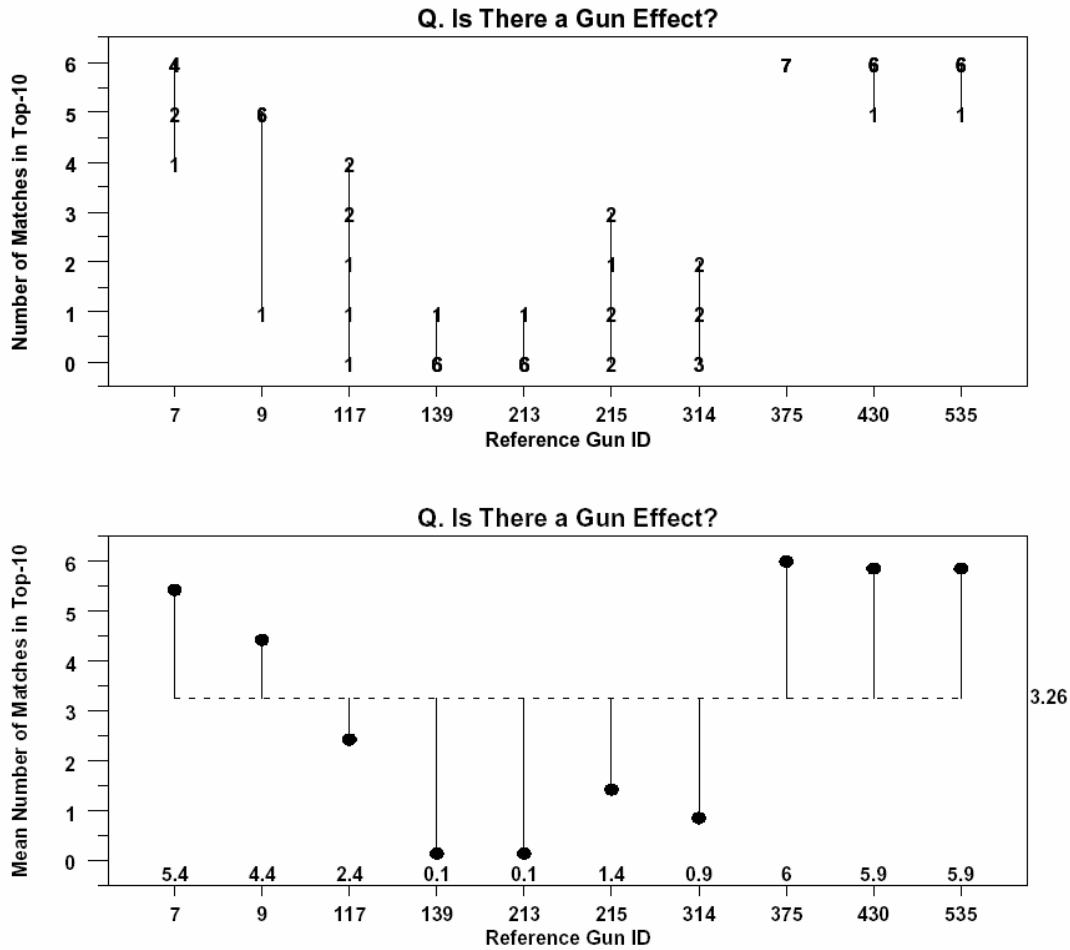 Q. Is There a Gun Effect?
Number of Matches in Top-10
6 4 7 6 6
5 2 6 1 1
4 1 2
3 2 2
2 1 1 2
1 1 1 1 1 2 2
0 1 6 6 2 3
7 9 117 139 213 215 314 375 430 535
Reference Gun ID
Q. Is There a Gun Effect?
Mean Number of Matches in Top-10
6
5
4
3 3.26
2
1
0
5.4 4.4 2.4 0.1 0.1 1.4 0.9 6 5.9 5.9
7 9 117 139 213 215 314 375 430 535
Reference Gun ID